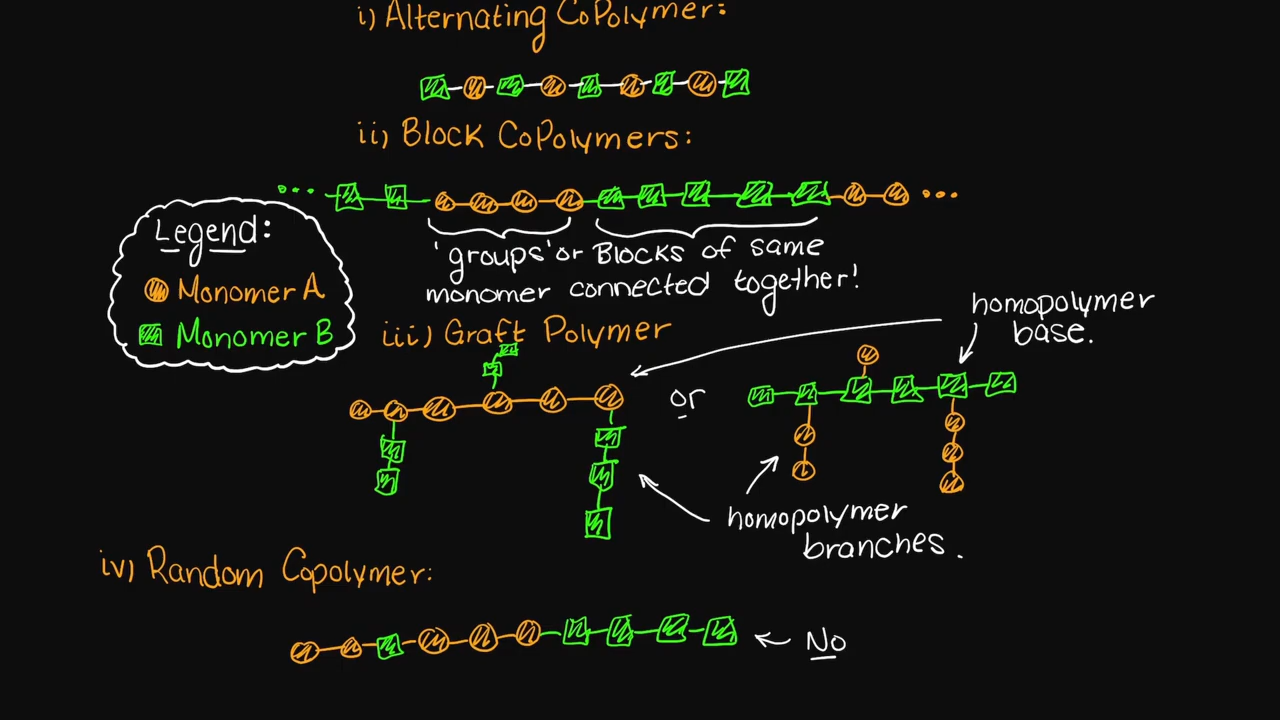 i) Alternating CoPolymer:
ii) Block CoPolymers:
Legend:
Monomer A
Monomer B
'groups' or Blocks of same
monomer connected together!
iii) Graft Polymer
homopolymer
base.
or
homopolymer
branches.
iv) Random Copolymer:
No